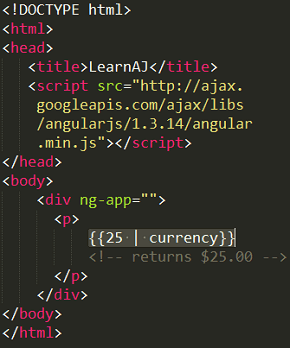 <!DOCTYPE html>
<html>
<head>
<title>LearnAJ</title>
<script src="http://ajax.
googleapis.com/ajax/libs
/angularjs/1.3.14/angular
.min.js"></script>
</head>
<body>
<div ng-app="">
<p>
{{25 | currency}}
<!-- returns $25.00 -->
</p>
</div>
</body>
</html>